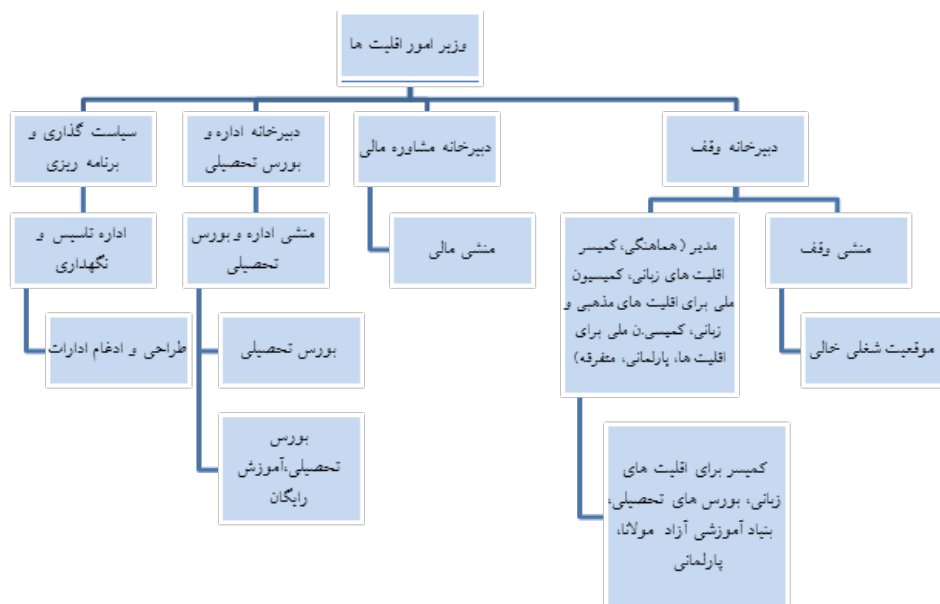 وزیر امور اقلیت ها
دبیرخانه وقف
دبیرخانه مشاوره مالی
دبیرخانه اداره و
بورس تحصیلی
سیاست گذاری و
برنامه ریزی
منشی وقف
مدیر (هماهنگی، کمیسر
اقلیت های زبانی، کمیسیون
ملی برای اقلیت های مذهبی و
زبانی، کمیسی.ن ملی برای
اقلیت ها، پارلمانی، متفرقه)
منشی مالی
منشی اداره و بورس
تحصیلی
اداره تاسیس و
نگهداری
موقعیت شغلی خالی
بورس تحصیلی
طراحی و ادغام ادارات
کمیسر برای اقلیت های
زبانی، بورس های تحصیلی،
بنیاد آموزشی آزاد مولانا،
پارلمانی
بورس
تحصیلی،آموزش
رایگان